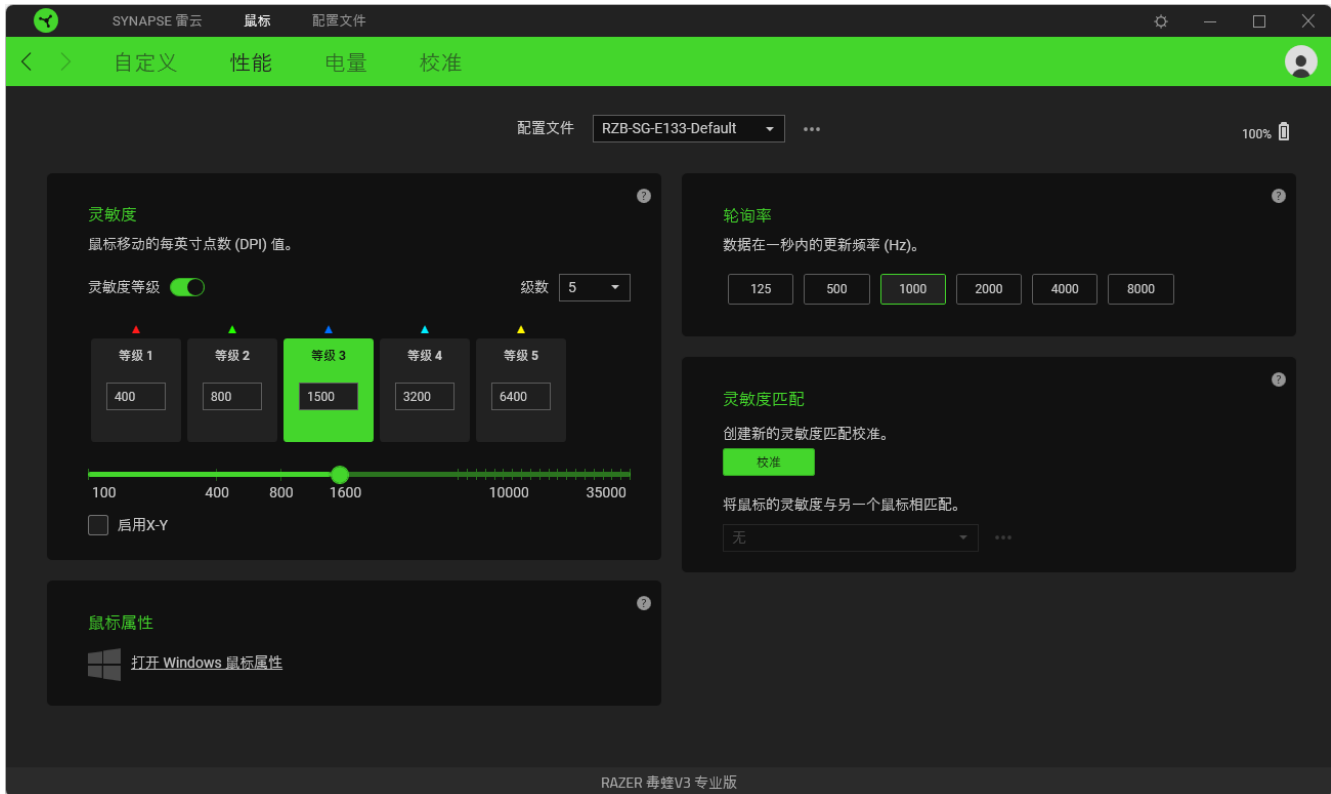 SYNAPSE 雷云 鼠标 配置文件
自定义 性能 电量 校准
配置文件 RZB-SG-E133-Default
100%
灵敏度
鼠标移动的每英寸点数 (DPI) 值。
灵敏度等级 级数 5
等级 1 等级 2 等级 3 等级 4 等级 5
400 800 1500 3200 6400
100 400 800 1600 10000 35000
启用X-Y
轮询率
数据在一秒内的更新频率 (Hz)。
125 500 1000 2000 4000 8000
灵敏度匹配
创建新的灵敏度匹配校准。
校准
将鼠标的灵敏度与另一个鼠标相匹配。
无
鼠标属性
打开 Windows 鼠标属性
RAZER 毒蝰V3 专业版